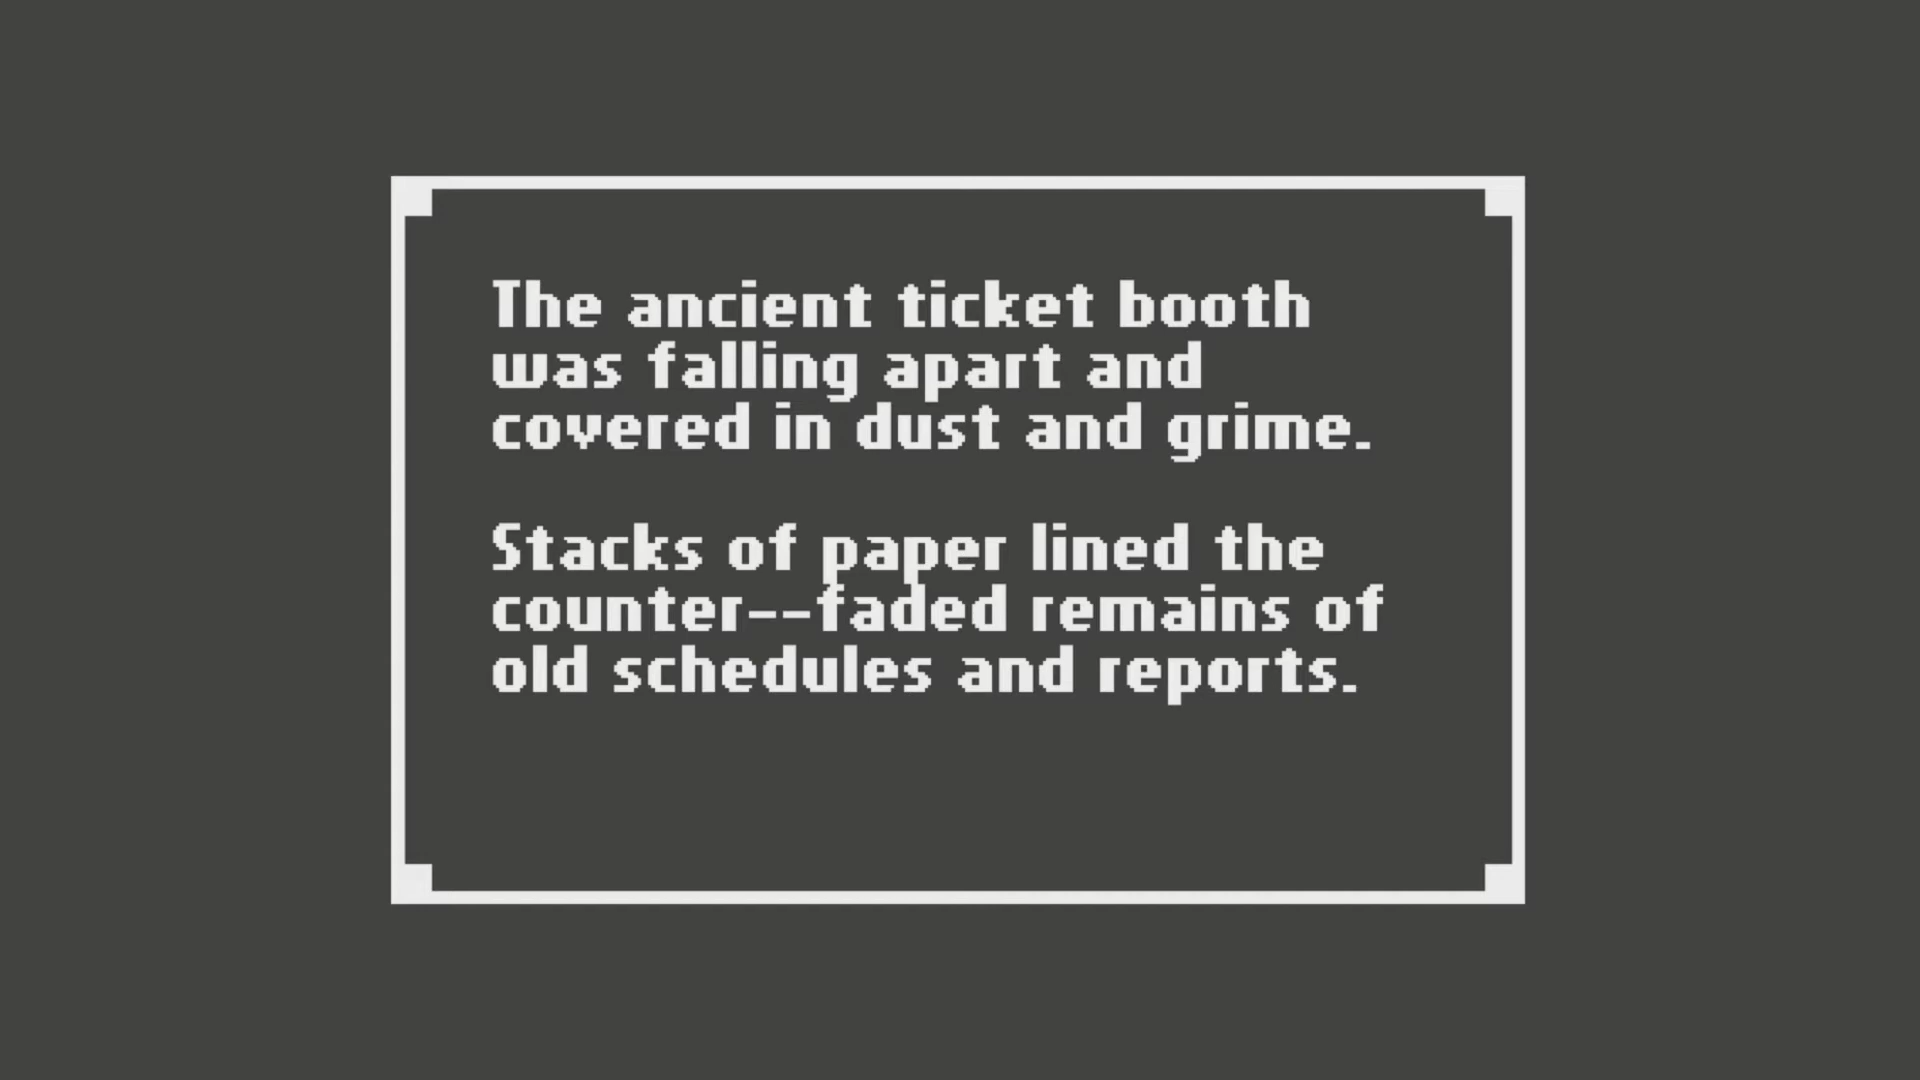 The ancient ticket booth
was falling apart and
covered in dust and grime.
Stacks of paper lined the
counter--faded remains of
old schedules and reports.